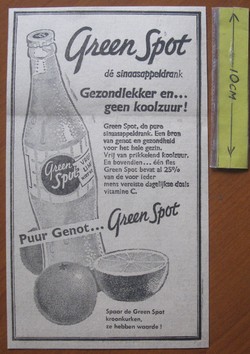 Green Spot
dé sinaasappeldrank
Gezondlekker en...
geen koolzuur!
Green Spot, de pure
sinaasappeldrank. Een bron
van genot en gezondheid
voor het hele gezin.
Vrij van prikkelend koolzuur.
En bovendien... één fles
Green Spot bevat al 25%
van de voor ieder
mens vereiste dagelijkse dosis
vitamine C.
Green
Spot
Puur Genot...
Green Spot
Spaar de Green Spot
kroonkurken,
ze hebben waarde!
10CM